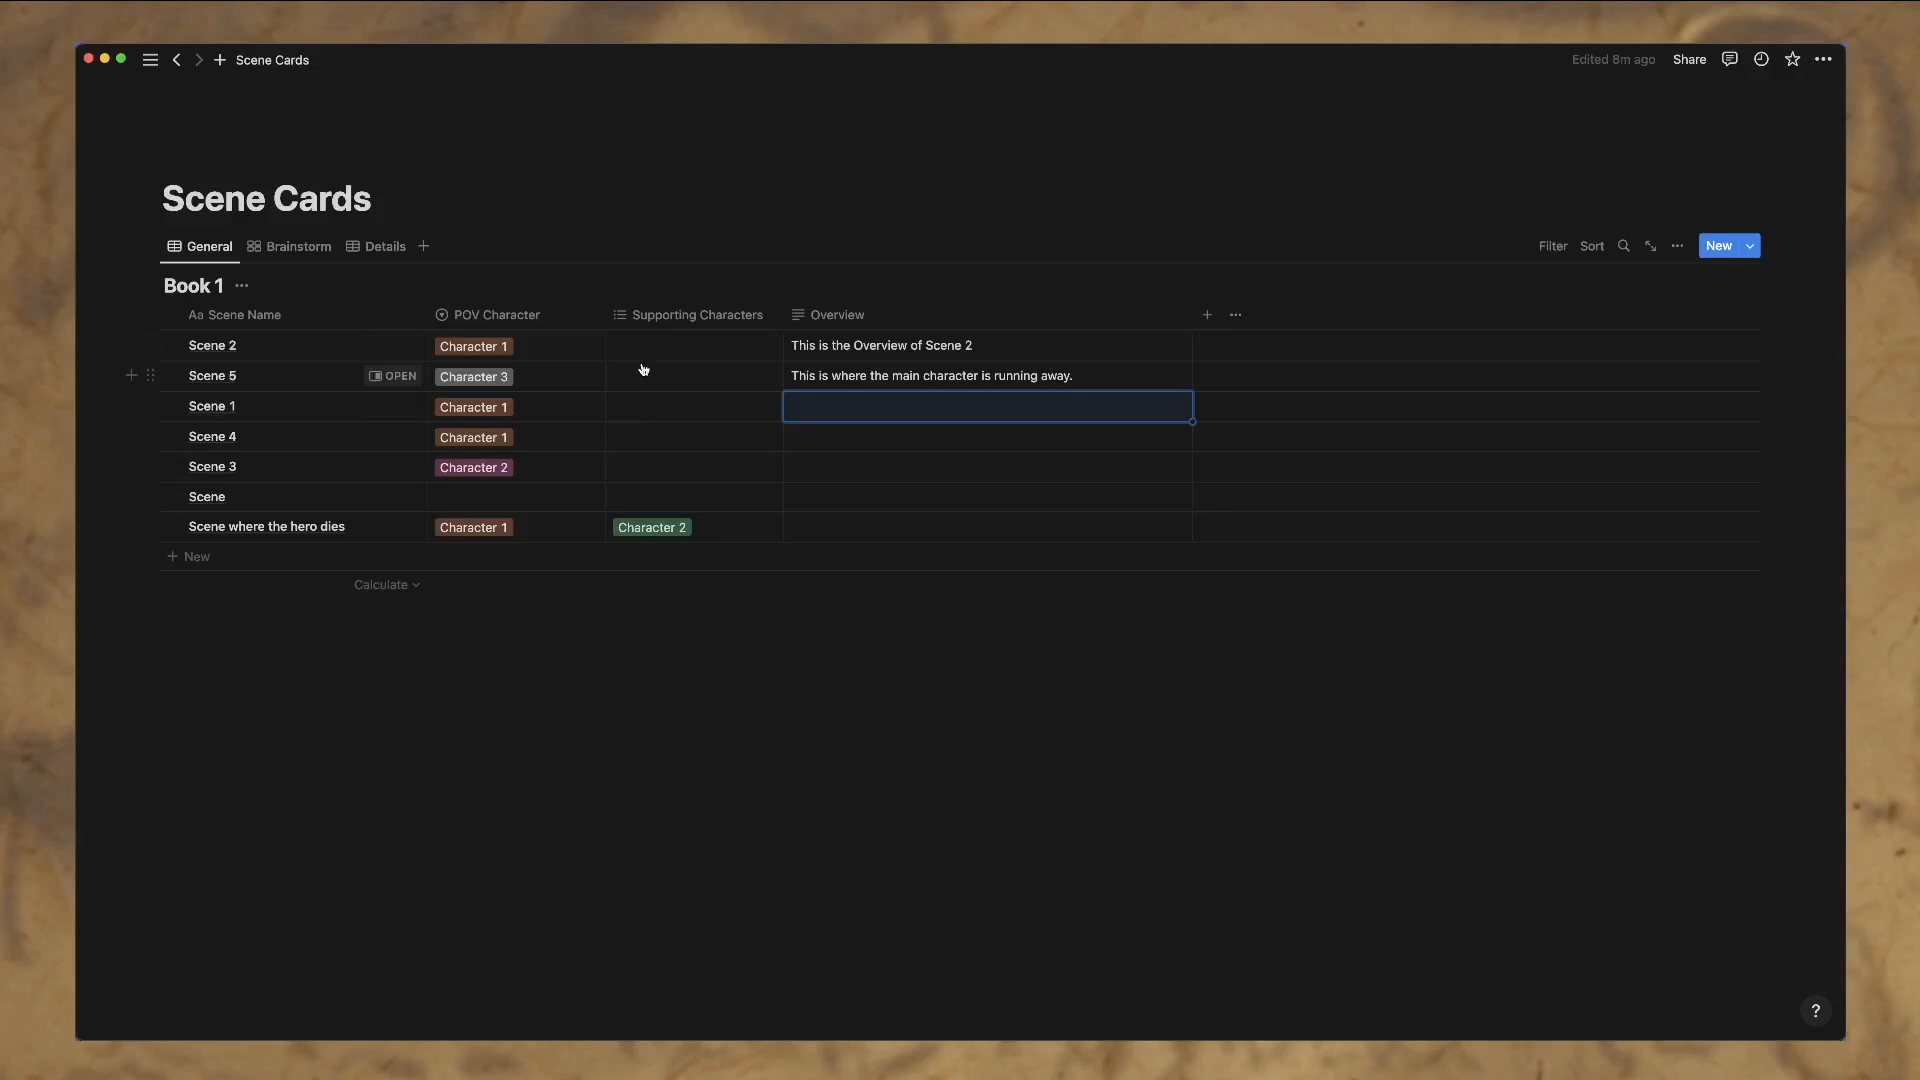 Scene Cards Edited 8m ago Share
Scene Cards
General Brainstorm Details Filter Sort New
Book 1
Aa Scene Name POV Character Supporting Characters Overview
Scene 2 Character 1 This is the Overview of Scene 2
Scene 5 OPEN Character 3 This is where the main character is running away.
Scene 1 Character 1
Scene 4 Character 1
Scene 3 Character 2
Scene
Scene where the hero dies Character 1 Character 2
+ New
Calculate
?